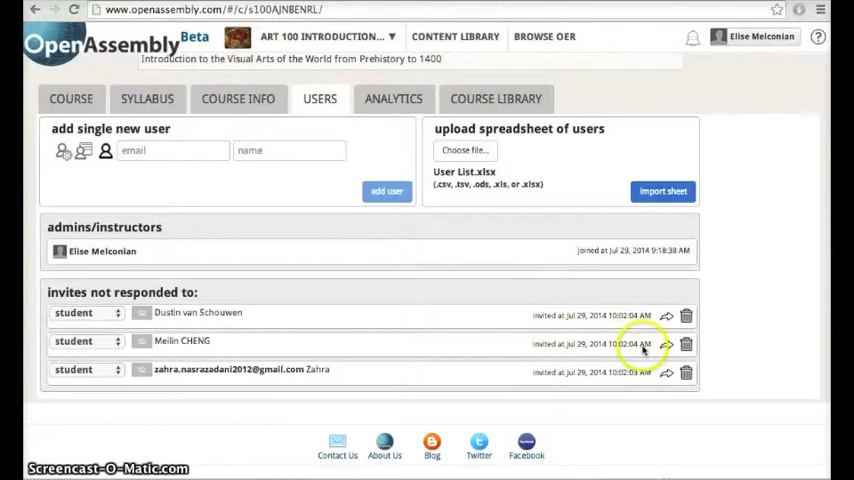 www.openassembly.com/#/c/s100AJNBENRL/
OpenAssembly Beta ART 100 INTRODUCTION... ▼ CONTENT LIBRARY BROWSE OER Elise Melconian ?
Introduction to the Visual Arts of the World from Prehistory to 1400
COURSE SYLLABUS COURSE INFO USERS ANALYTICS COURSE LIBRARY
add single new user
email name
add user
upload spreadsheet of users
Choose file...
User List.xlsx
(.csv, .tsv, .ods, .xls, or .xlsx)
import sheet
admins/instructors
Elise Melconian joined at Jul 29, 2014 9:18:38 AM
invites not responded to:
student Dustin van Schouwen invited at Jul 29, 2014 10:02:04 AM
student Meilin CHENG invited at Jul 29, 2014 10:02:04 AM
student zahra.nasrazadani2012@gmail.com Zahra invited at Jul 29, 2014 10:02:03 AM
Contact Us About Us Blog Twitter Facebook
Screencast-O-Matic.com